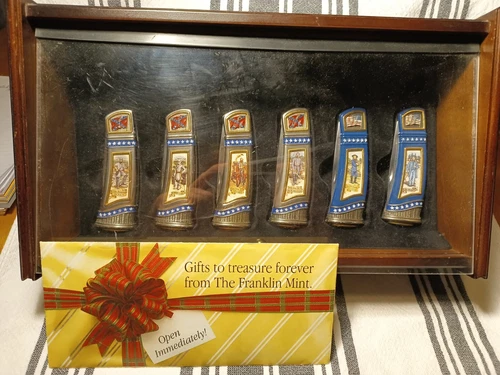 Gifts to treasure forever
from The Franklin Mint.
Open
Immediately!